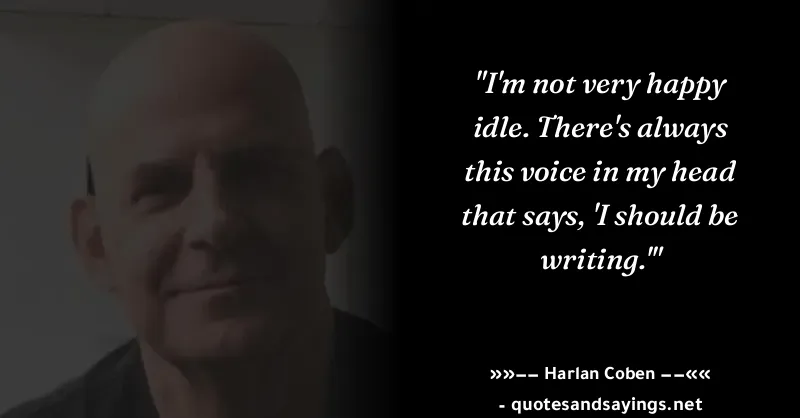 "I'm not very happy
idle. There's always
this voice in my head
that says, 'I should be
writing.'"
»»–– Harlan Coben ––««
- quotesandsayings.net